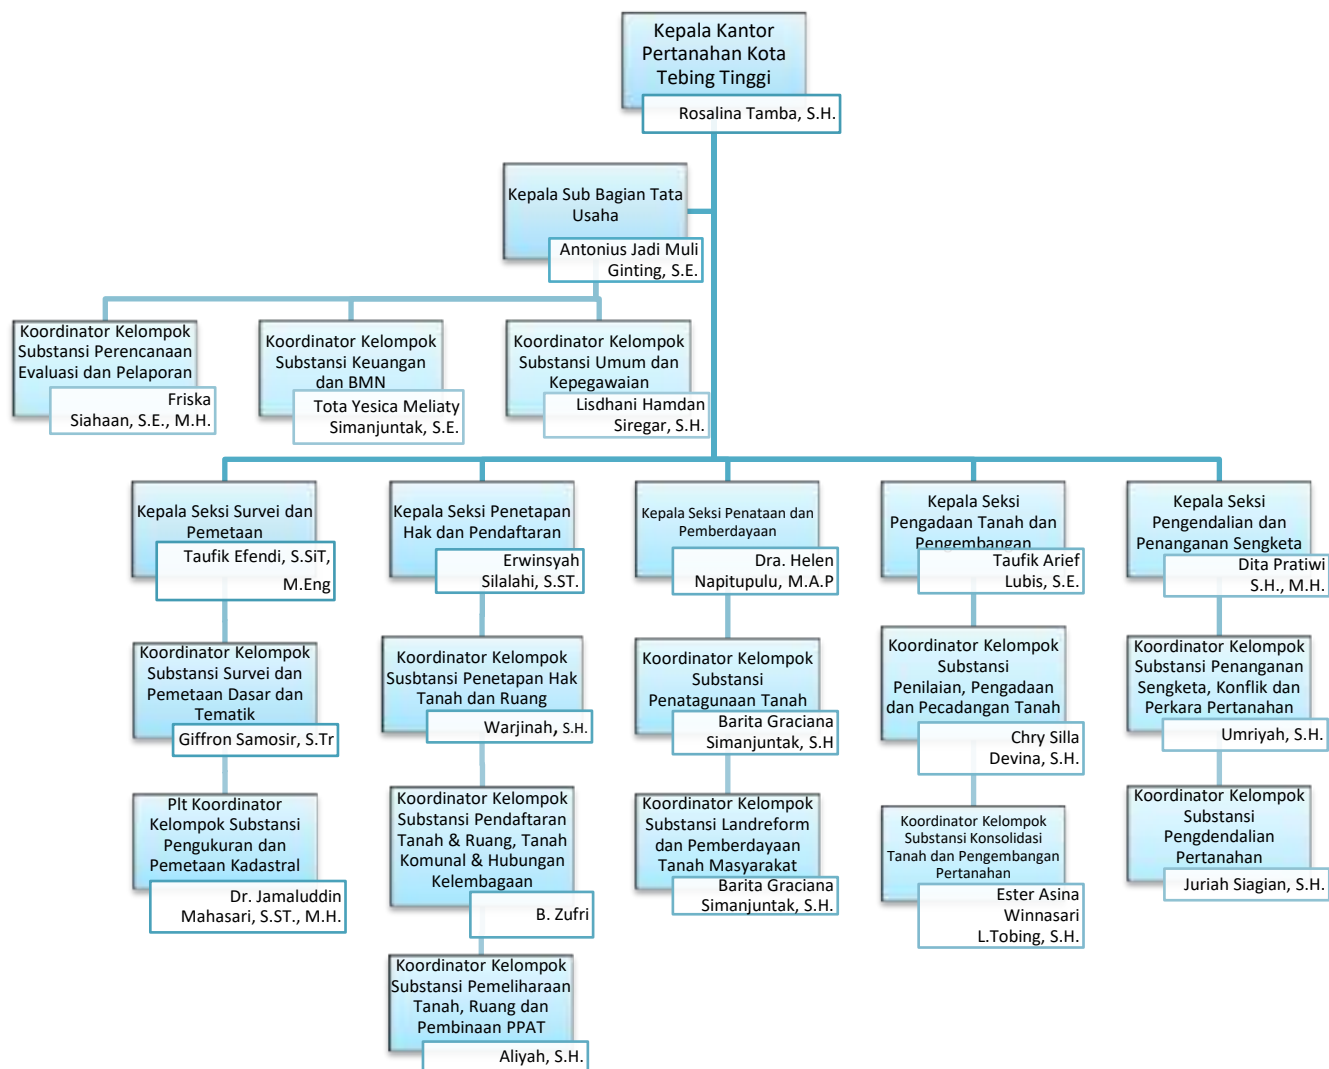 Kepala Kantor
Pertanahan Kota
Tebing Tinggi
Rosalina Tamba, S.H.
Kepala Sub Bagian Tata
Usaha
Antonius Jadi Muli
Ginting, S.E.
Koordinator Kelompok
Substansi Perencanaan
Evaluasi dan Pelaporan
Friska
Siahaan, S.E., M.H.
Koordinator Kelompok
Substansi Keuangan
dan BMN
Tota Yesica Meliaty
Simanjuntak, S.E.
Koordinator Kelompok
Substansi Umum dan
Kepegawaian
Lisdhani Hamdan
Siregar, S.H.
Kepala Seksi Survei dan
Pemetaan
Taufik Efendi, S.SiT,
M.Eng
Koordinator Kelompok
Substansi Survei dan
Pemetaan Dasar dan
Tematik
Giffron Samosir, S.Tr
Plt Koordinator
Kelompok Substansi
Pengukuran dan
Pemetaan Kadastral
Dr. Jamaluddin
Mahasari, S.ST., M.H.
Kepala Seksi Penetapan
Hak dan Pendaftaran
Erwinsyah
Silalahi, S.ST.
Koordinator Kelompok
Susbtansi Penetapan Hak
Tanah dan Ruang
Warjinah, S.H.
Koordinator Kelompok
Substansi Pendaftaran
Tanah & Ruang, Tanah
Komunal & Hubungan
Kelembagaan
B. Zufri
Koordinator Kelompok
Substansi Pemeliharaan
Tanah, Ruang dan
Pembinaan PPAT
Aliyah, S.H.
Kepala Seksi Penataan dan
Pemberdayaan
Dra. Helen
Napitupulu, M.A.P
Koordinator Kelompok
Substansi
Penatagunaan Tanah
Barita Graciana
Simanjuntak, S.H
Koordinator Kelompok
Substansi Landreform
dan Pemberdayaan
Tanah Masyarakat
Barita Graciana
Simanjuntak, S.H.
Kepala Seksi
Pengadaan Tanah dan
Pengembangan
Taufik Arief
Lubis, S.E.
Koordinator Kelompok
Substansi
Penilaian, Pengadaan
dan Pecadangan Tanah
Chry Silla
Devina, S.H.
Koordinator Kelompok
Substansi Konsolidasi
Tanah dan Pengembangan
Pertanahan
Ester Asina
Winnasari
L.Tobing, S.H.
Kepala Seksi
Pengendalian dan
Penanganan Sengketa
Dita Pratiwi
S.H., M.H.
Koordinator Kelompok
Substansi Penanganan
Sengketa, Konflik dan
Perkara Pertanahan
Umriyah, S.H.
Koordinator Kelompok
Substansi
Pengdendalian
Pertanahan
Juriah Siagian, S.H.